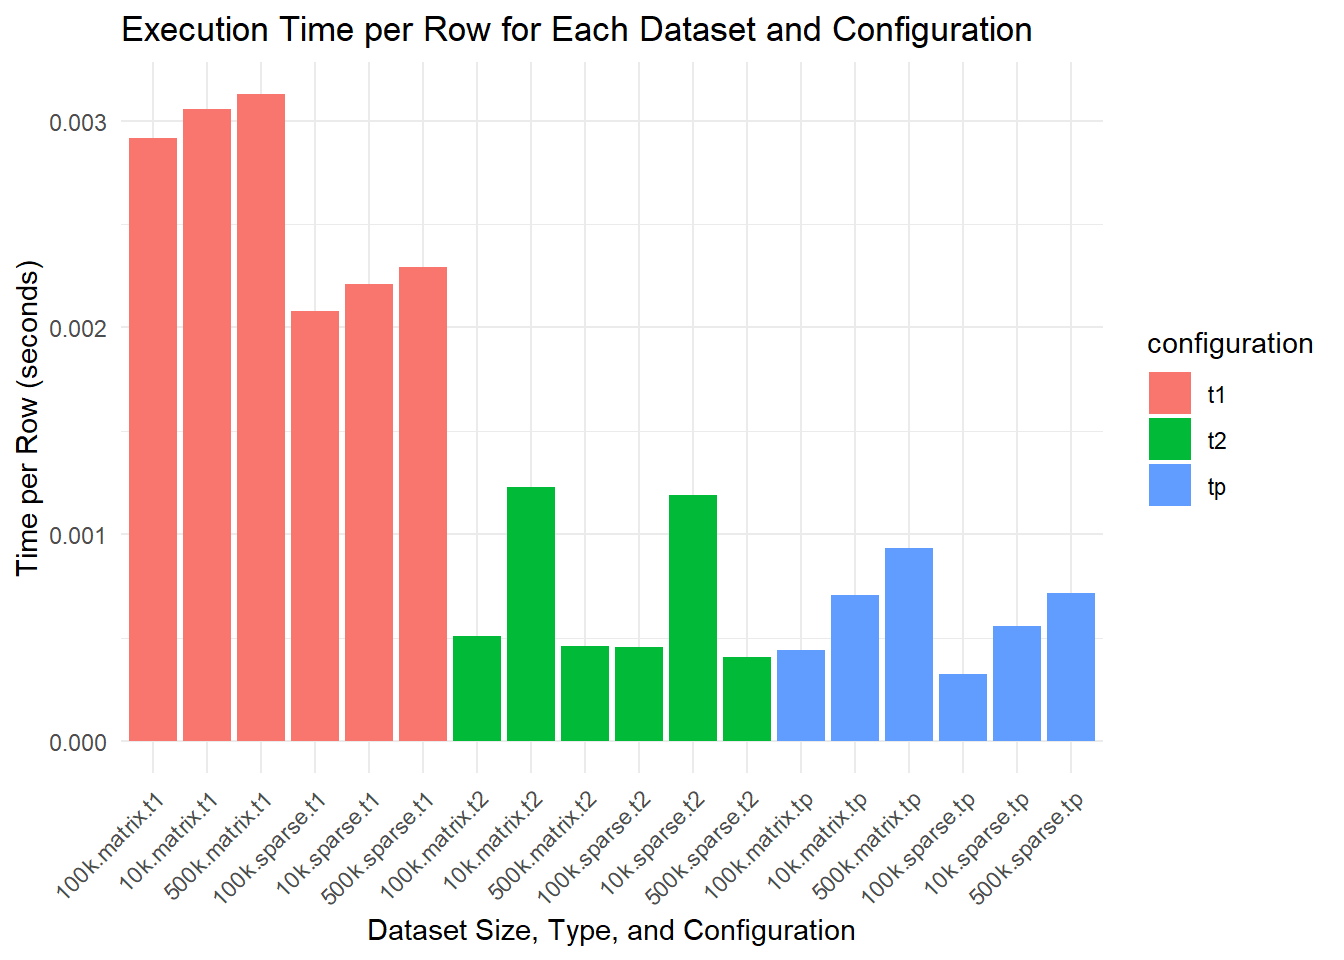 Execution Time per Row for Each Dataset and Configuration
Time per Row (seconds)
0.003
0.002
0.001
0.000
100k.matrix.t1
10k.matrix.t1
500k.matrix.t1
100k.sparse.t1
10k.sparse.t1
500k.sparse.t1
100k.matrix.t2
10k.matrix.t2
500k.matrix.t2
100k.sparse.t2
10k.sparse.t2
500k.sparse.t2
100k.matrix.tp
10k.matrix.tp
500k.matrix.tp
100k.sparse.tp
10k.sparse.tp
500k.sparse.tp
Dataset Size, Type, and Configuration
configuration
t1
t2
tp